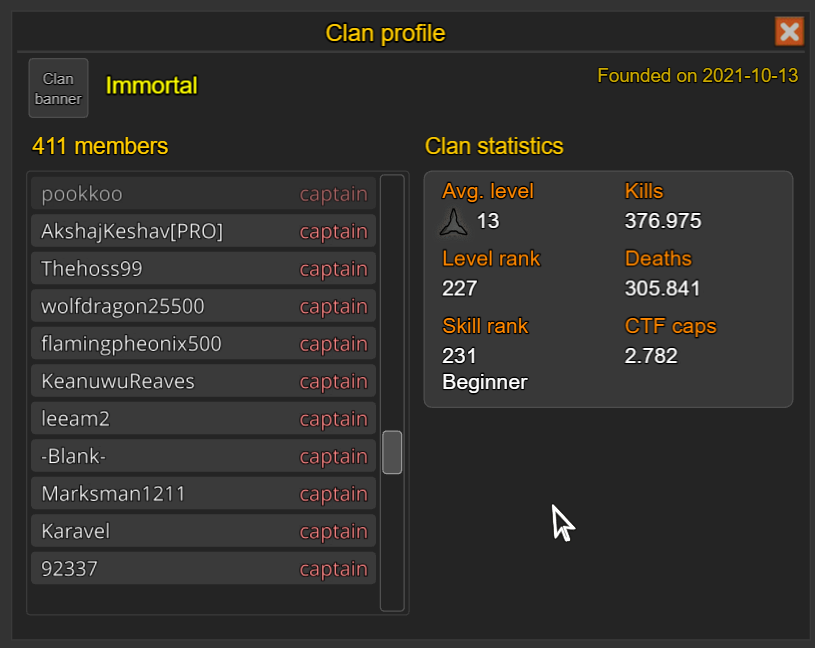 Clan profile
Clan
banner
Immortal
Founded on 2021-10-13
411 members
pookkoo captain
AkshajKeshav[PRO] captain
Thehoss99 captain
wolfdragon25500 captain
flamingpheonix500 captain
KeanuwuReaves captain
leeam2 captain
-Blank- captain
Marksman1211 captain
Karavel captain
92337 captain
Clan statistics
Avg. level Kills
13 376.975
Level rank Deaths
227 305.841
Skill rank CTF caps
231 2.782
Beginner